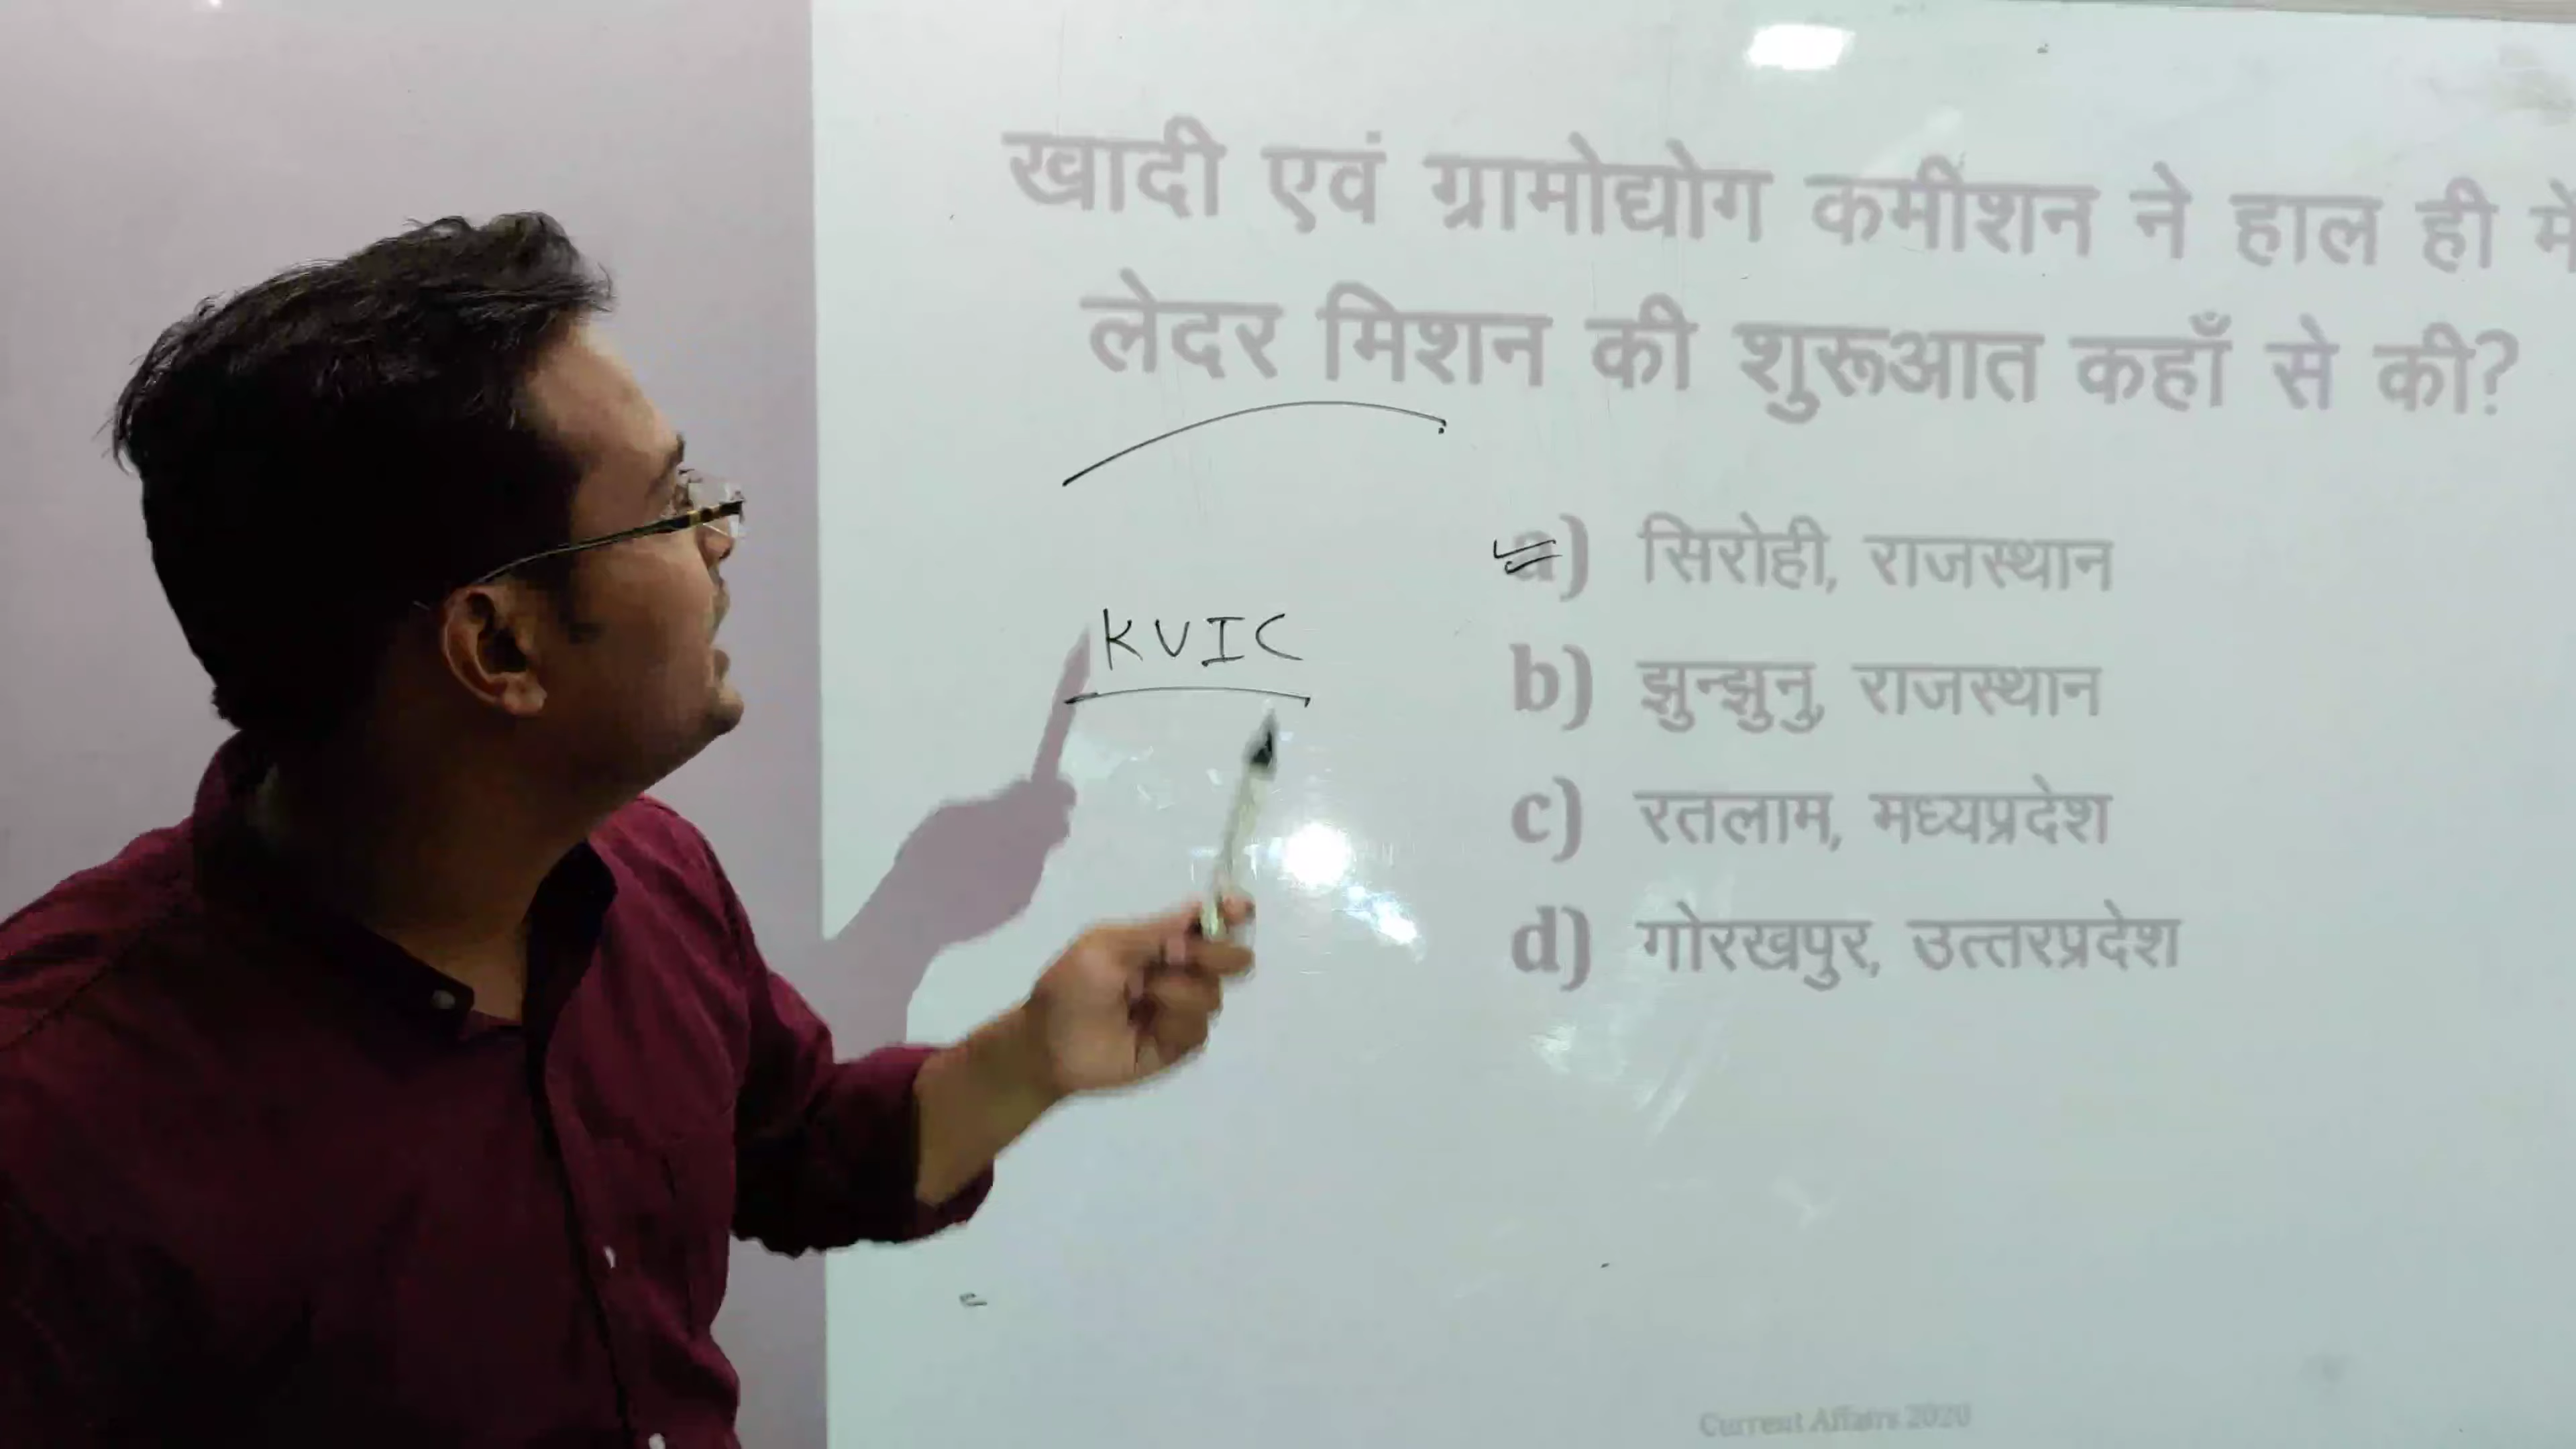 खादी एवं ग्रामोद्योग कमीशन ने हाल ही में
लेदर मिशन की शुरूआत कहाँ से की?
a) सिरोही, राजस्थान
KVIC
b) झुन्झुनु, राजस्थान
c) रतलाम, मध्यप्रदेश
d) गोरखपुर, उत्तरप्रदेश
Current Affairs 2020